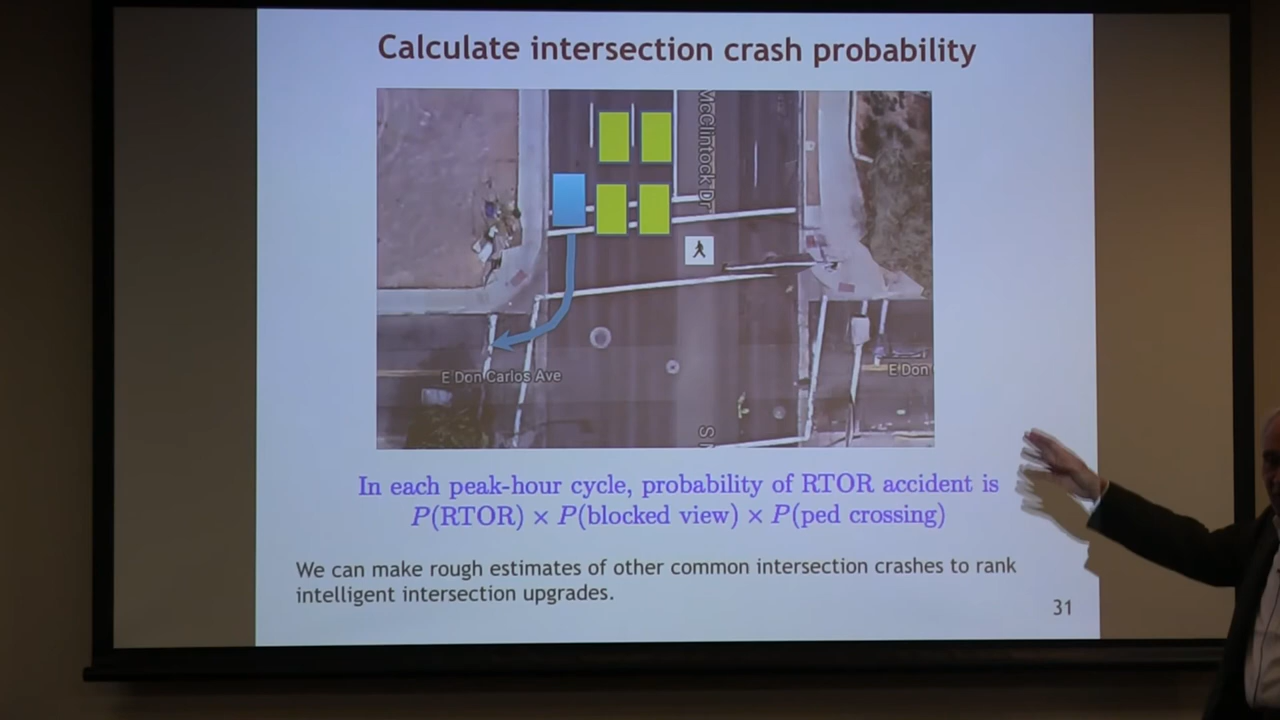 Calculate intersection crash probability
McClintock Dr
E Don Carlos Ave
E Don
S
In each peak-hour cycle, probability of RTOR accident is
P(RTOR) × P(blocked view) × P(ped crossing)
We can make rough estimates of other common intersection crashes to rank
intelligent intersection upgrades.
31